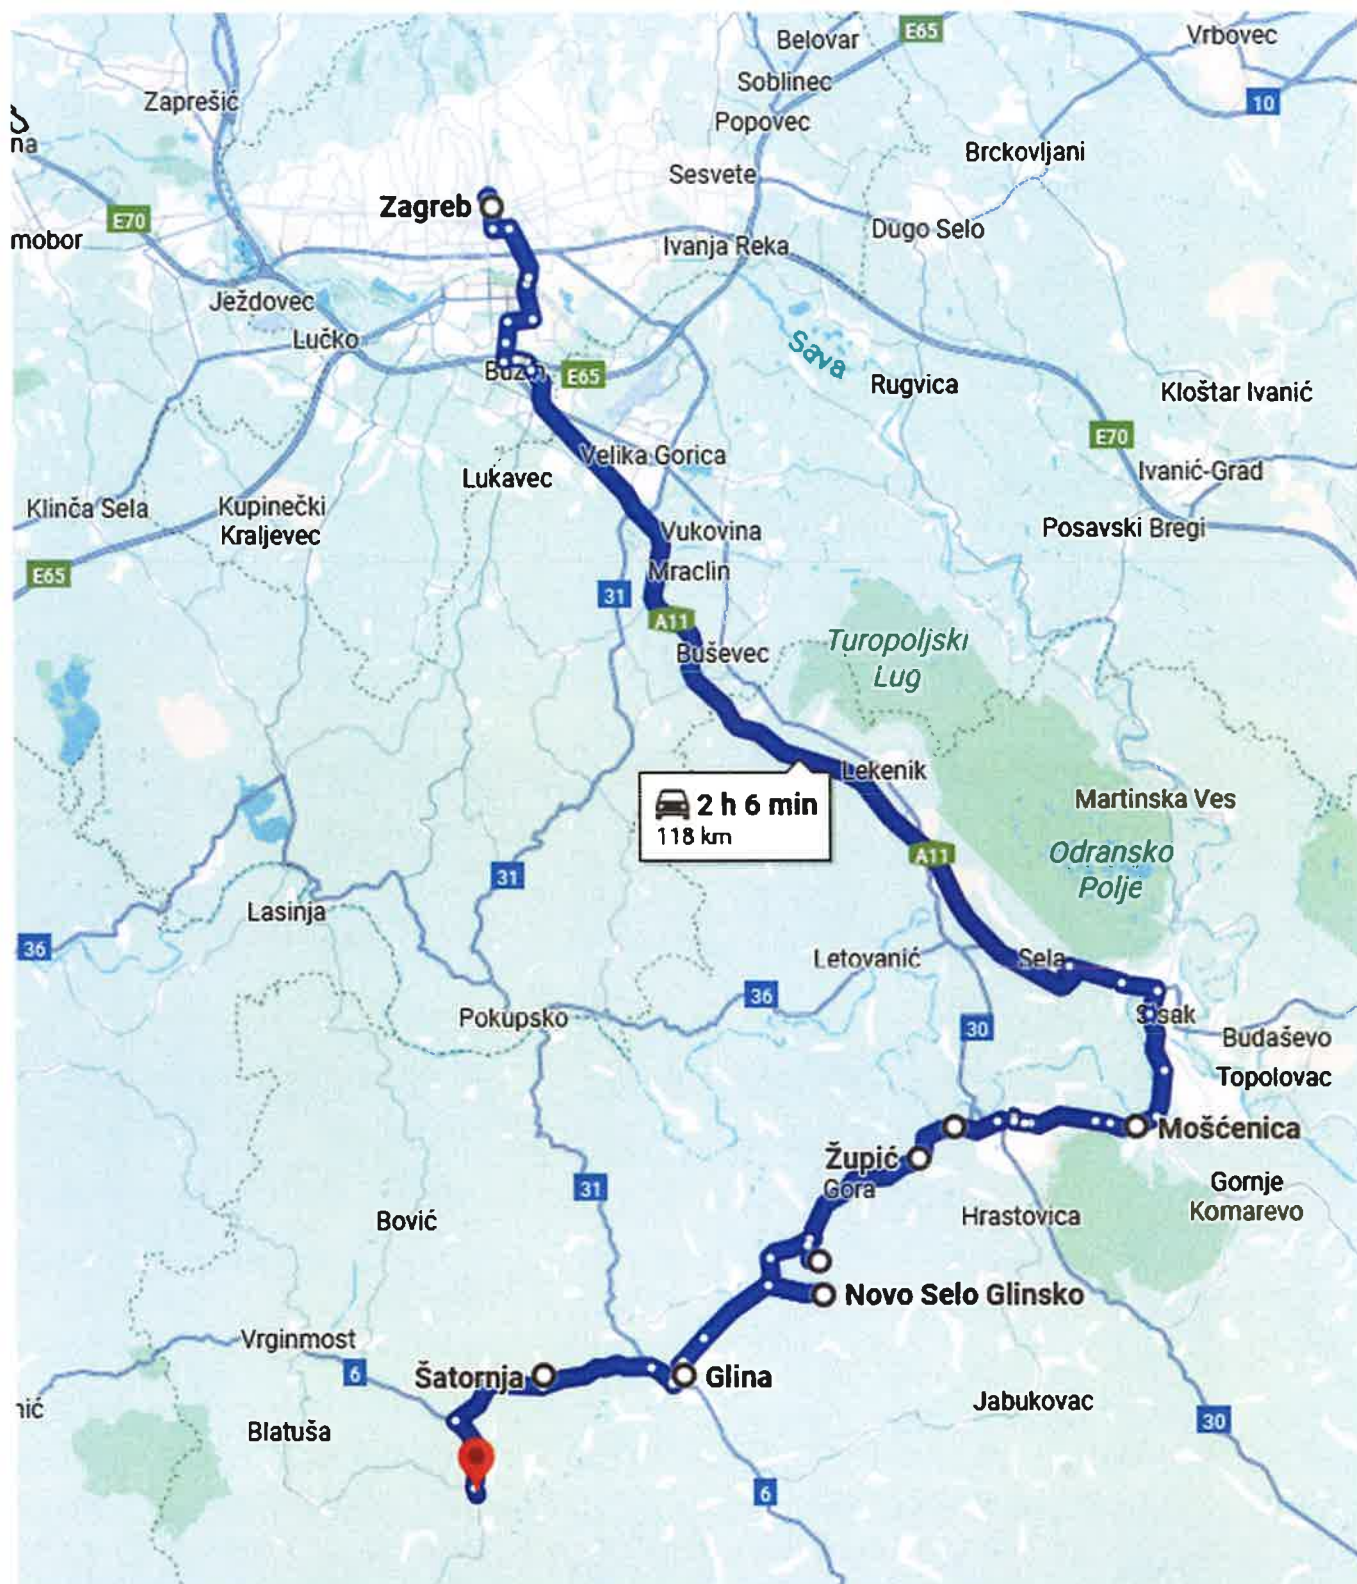 Belovar
E65
Vrbovec
Soblinec
10
Zaprešić
Popovec
na
Brckovljani
Sesvete
Zagreb
E70
mobor
Dugo Selo
Ivanja Reka
Ježdovec
Lučko
Sava
Buzin
E65
Rugvica
Kloštar Ivanić
E70
Velika Gorica
Ivanić-Grad
Lukavec
Klinča Sela
Kupinečki
Kraljevec
Vukovina
Posavski Bregi
E65
Mraclin
31
A11
Buševec
Turopoljski
Lug
Lekenik
2 h 6 min
118 km
Martinska Ves
A11
Odransko
Polje
31
Lasinja
36
Letovanić
Sela
36
Pokupsko
30
Sisak
Budaševo
Topolovac
Mošćenica
Župić
Gora
31
Gornje
Komarevo
Bović
Hrastovica
Novo Selo Glinsko
Vrginmost
6
Šatornja
Glina
nić
Jabukovac
30
Blatuša
6